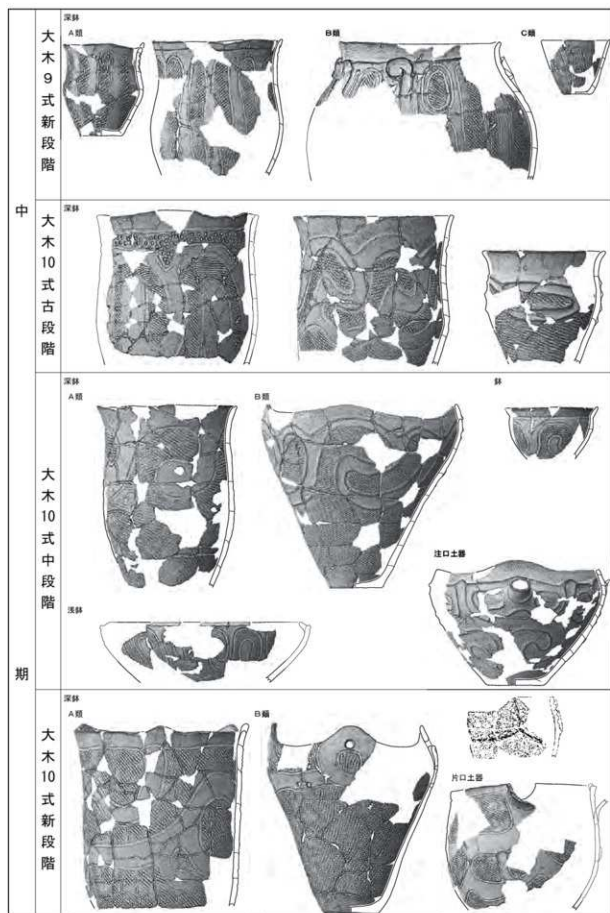 中期
大木9式新段階
深鉢
A類
B類
C類
大木10式古段階
深鉢
大木10式中段階
深鉢
A類
B類
鉢
注口土器
浅鉢
大木10式新段階
深鉢
A類
B類
片口土器